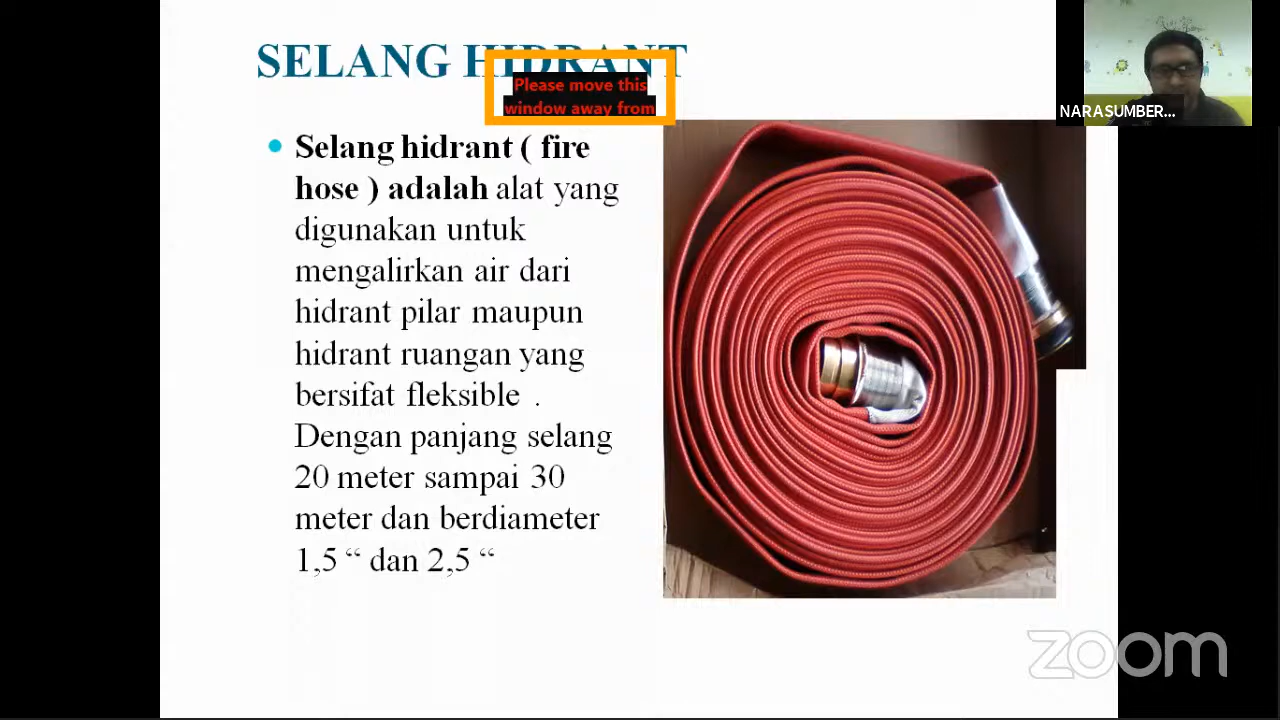 SELANG HIDRANT
Please move this
window away from
NARASUMBER...
Selang hidrant ( fire
hose ) adalah alat yang
digunakan untuk
mengalirkan air dari
hidrant pilar maupun
hidrant ruangan yang
bersifat fleksible .
Dengan panjang selang
20 meter sampai 30
meter dan berdiameter
1,5 “ dan 2,5 “
zoom